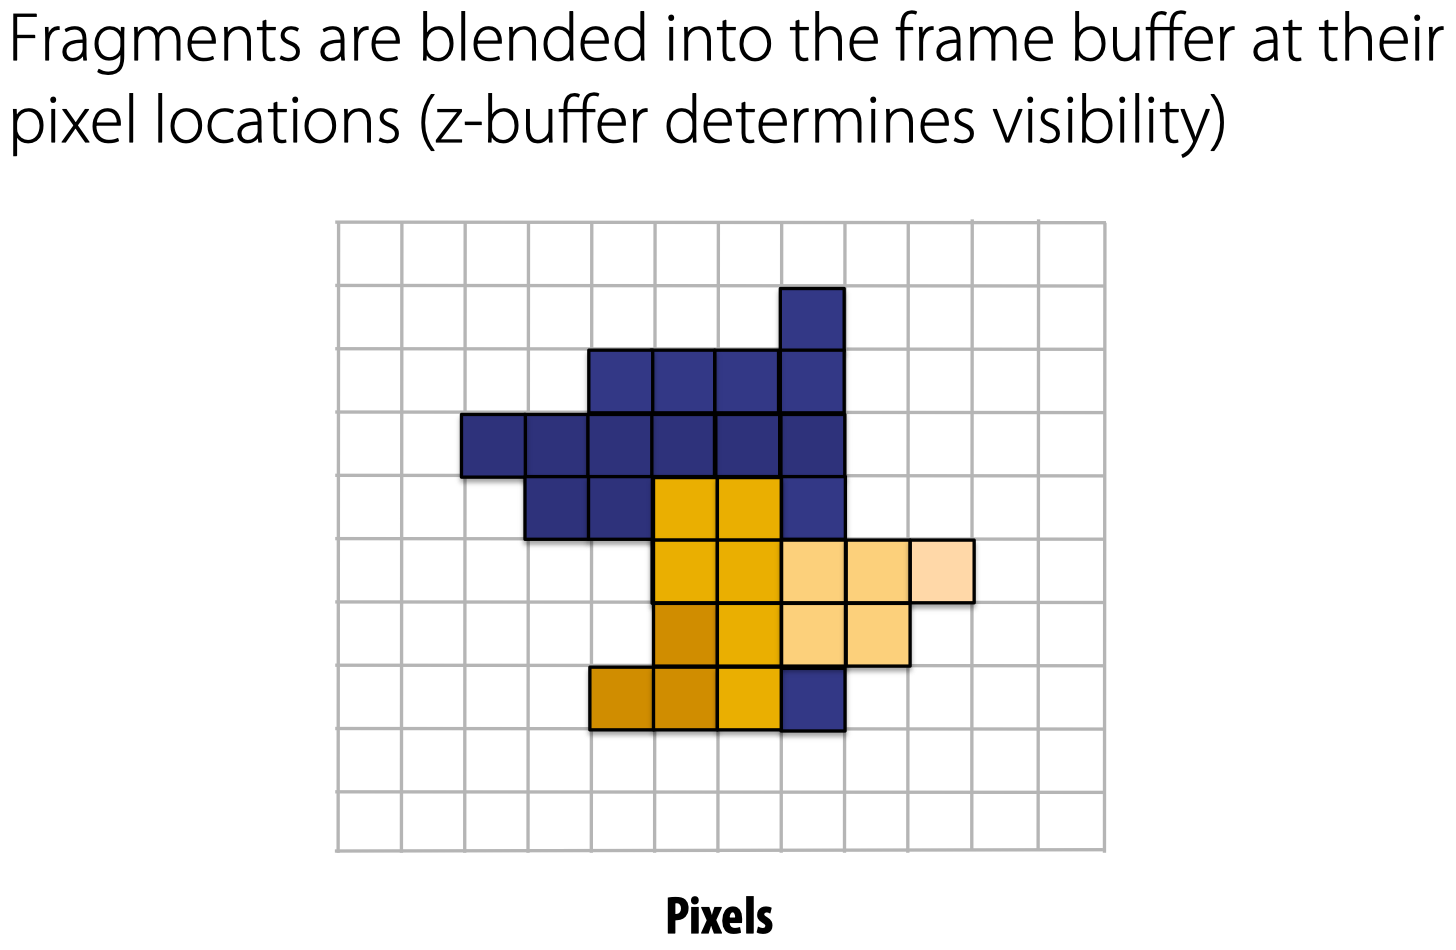 Fragments are blended into the frame buffer at their
pixel locations (z-buffer determines visibility)
Pixels